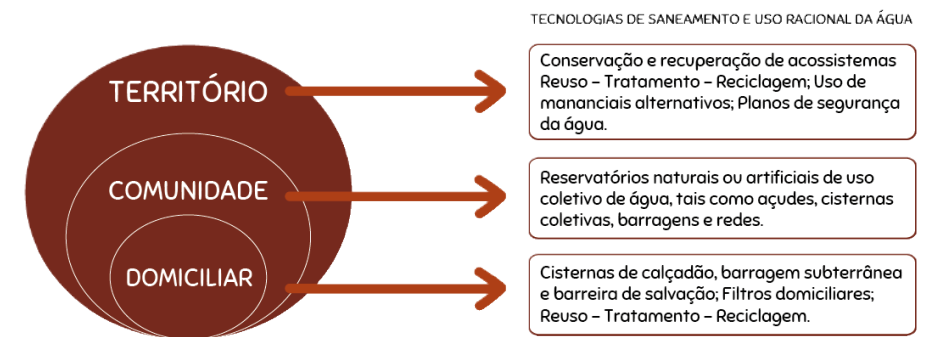 TECNOLOGIAS DE SANEAMENTO E USO RACIONAL DA ÁGUA
TERRITÓRIO
Conservação e recuperação de acossistemas
Reuso – Tratamento – Reciclagem; Uso de
mananciais alternativos; Planos de segurança
da água.
COMUNIDADE
Reservatórios naturais ou artificiais de uso
coletivo de água, tais como açudes, cisternas
coletivas, barragens e redes.
DOMICILIAR
Cisternas de calçadão, barragem subterrânea
e barreira de salvação; Filtros domiciliares;
Reuso – Tratamento – Reciclagem.